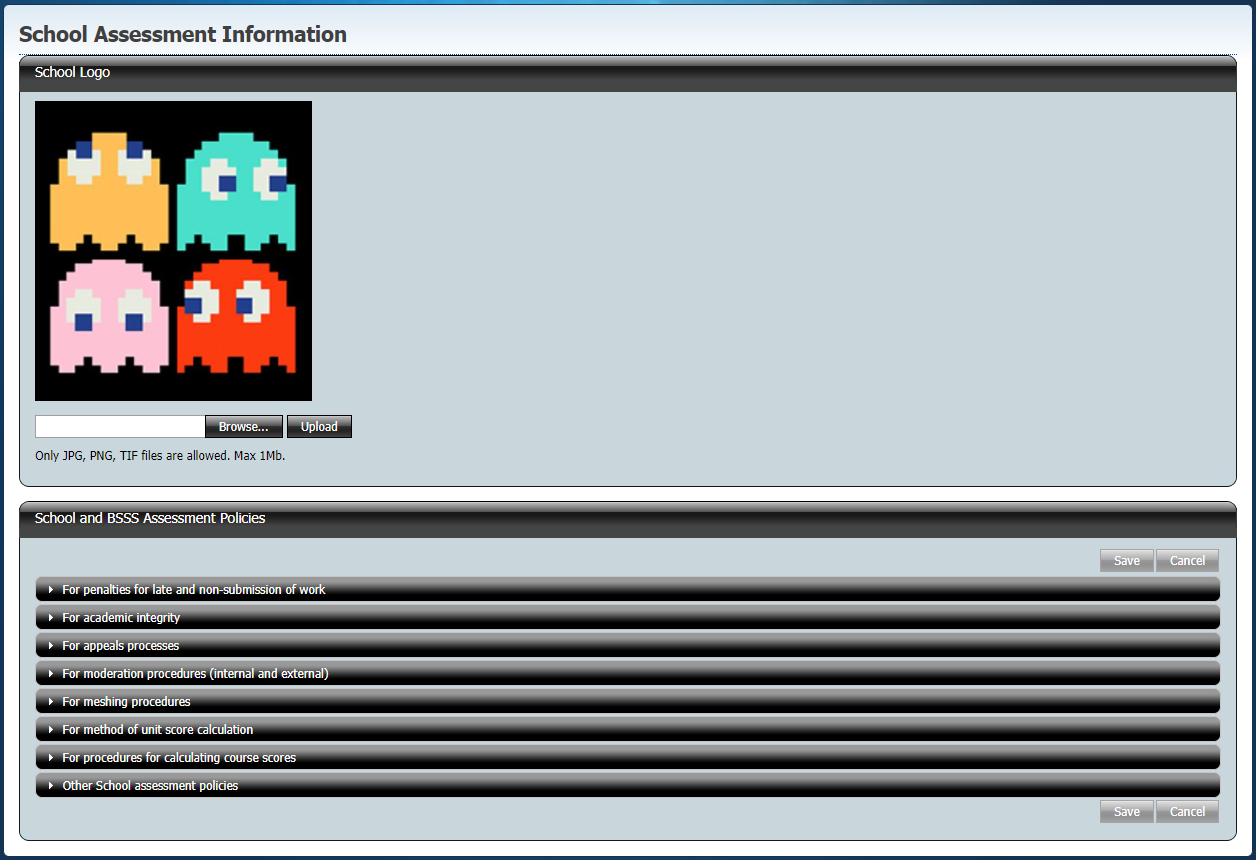 School Assessment Information
School Logo
Browse...
Upload
Only JPG, PNG, TIF files are allowed. Max 1Mb.
School and BSSS Assessment Policies
Save
Cancel
For penalties for late and non-submission of work
For academic integrity
For appeals processes
For moderation procedures (internal and external)
For meshing procedures
For method of unit score calculation
For procedures for calculating course scores
Other School assessment policies
Save
Cancel